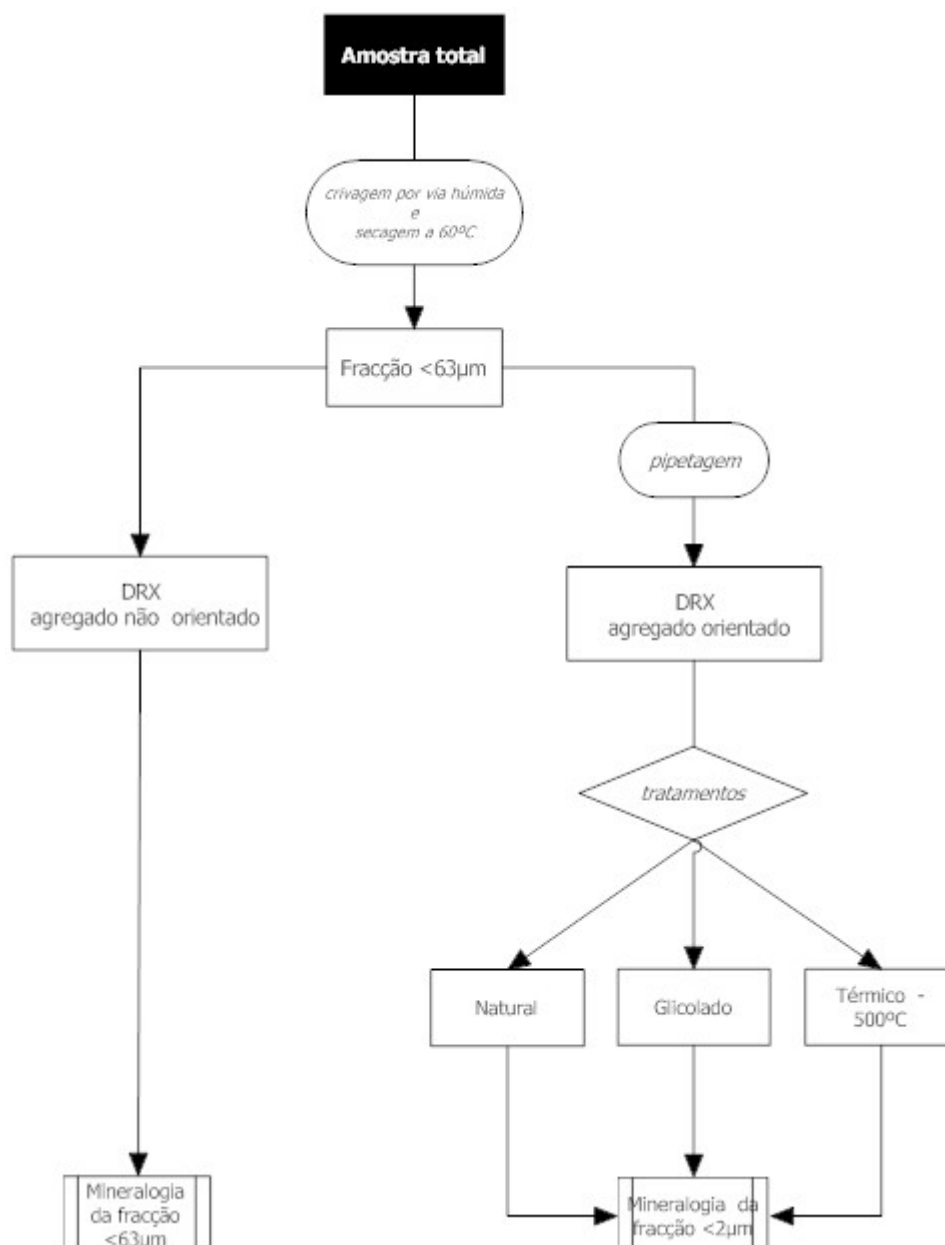 Amostra total
crivagem por via húmida
e
secagem a 60ºC
Fracção <63µm
pipetagem
DRX
agregado não orientado
DRX
agregado orientado
tratamentos
Natural
Glicolado
Térmico -
500ºC
Mineralogia
da fracção
<63µm
Mineralogia da
fracção <2µm